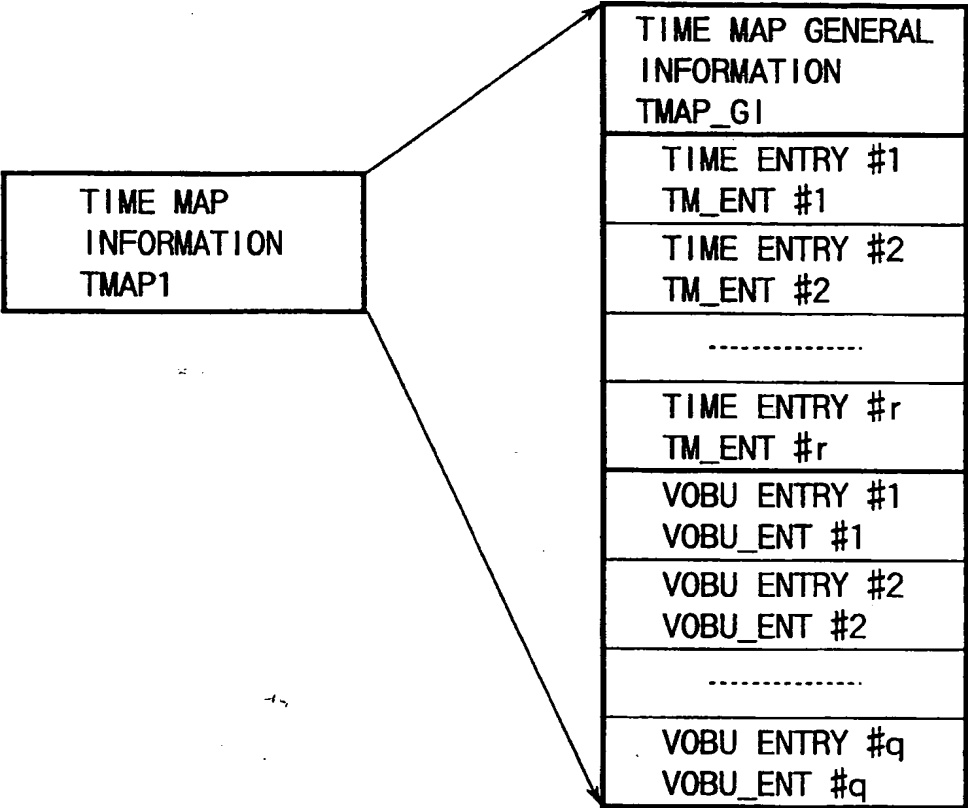 TIME MAP
INFORMATION
TMAP1
TIME MAP GENERAL
INFORMATION
TMAP_GI
TIME ENTRY #1
TM_ENT #1
TIME ENTRY #2
TM_ENT #2
TIME ENTRY #r
TM_ENT #r
VOBU ENTRY #1
VOBU_ENT #1
VOBU ENTRY #2
VOBU_ENT #2
VOBU ENTRY #q
VOBU_ENT #q